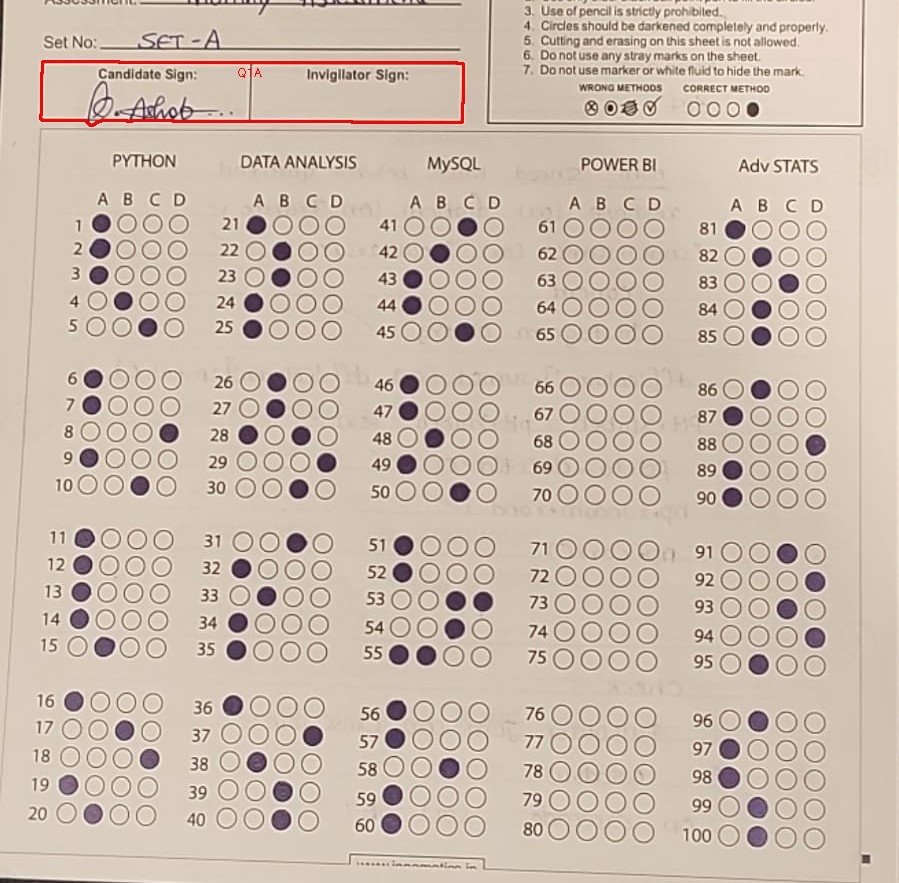 Set No: SET-A
3. Use of pencil is strictly prohibited.
4. Circles should be darkened completely and properly.
5. Cutting and erasing on this sheet is not allowed.
6. Do not use any stray marks on the sheet.
7. Do not use marker or white fluid to hide the mark.
WRONG METHODS CORRECT METHOD
Candidate Sign: Q1A Invigilator Sign:
PYTHON DATA ANALYSIS MySQL POWER BI Adv STATS
A B C D A B C D A B C D A B C D A B C D
1 21 41 61 81
2 22 42 62 82
3 23 43 63 83
4 24 44 64 84
5 25 45 65 85
6 26 46 66 86
7 27 47 67 87
8 28 48 68 88
9 29 49 69 89
10 30 50 70 90
11 31 51 71 91
12 32 52 72 92
13 33 53 73 93
14 34 54 74 94
15 35 55 75 95
16 36 56 76 96
17 37 57 77 97
18 38 58 78 98
19 39 59 79 99
20 40 60 80 100